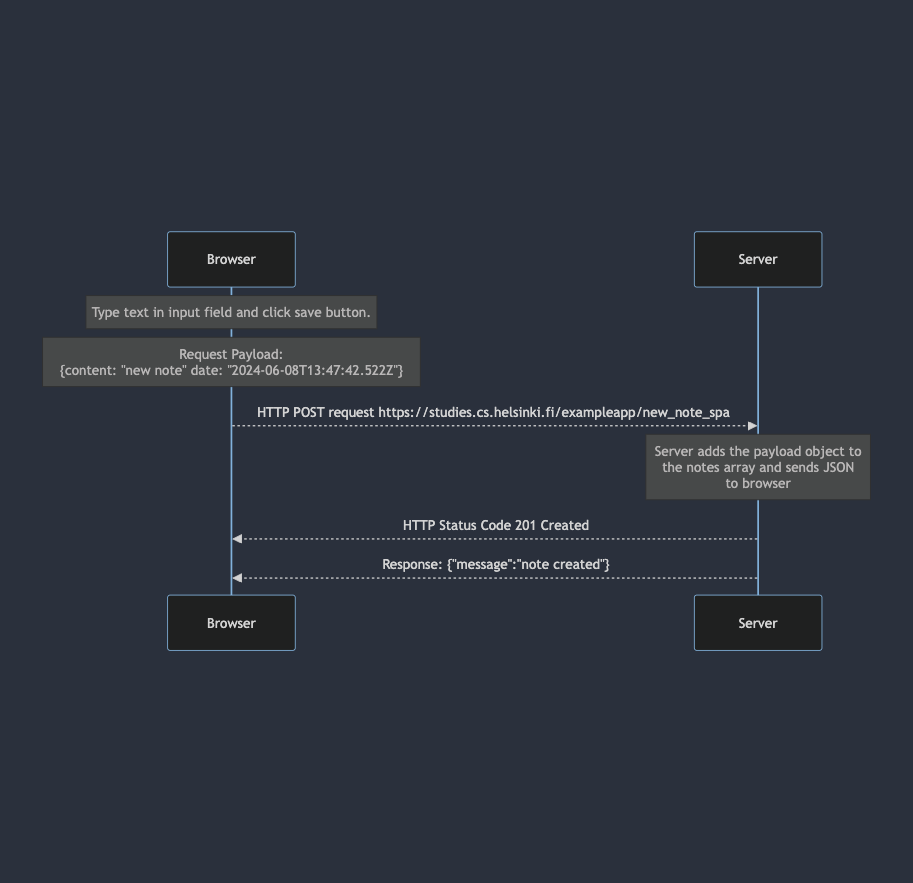 Browser
Server
Type text in input field and click save button.
Request Payload:
{content: "new note" date: "2024-06-08T13:47:42.522Z"}
HTTP POST request https://studies.cs.helsinki.fi/exampleapp/new_note_spa
Server adds the payload object to
the notes array and sends JSON
to browser
HTTP Status Code 201 Created
Response: {"message":"note created"}
Browser
Server